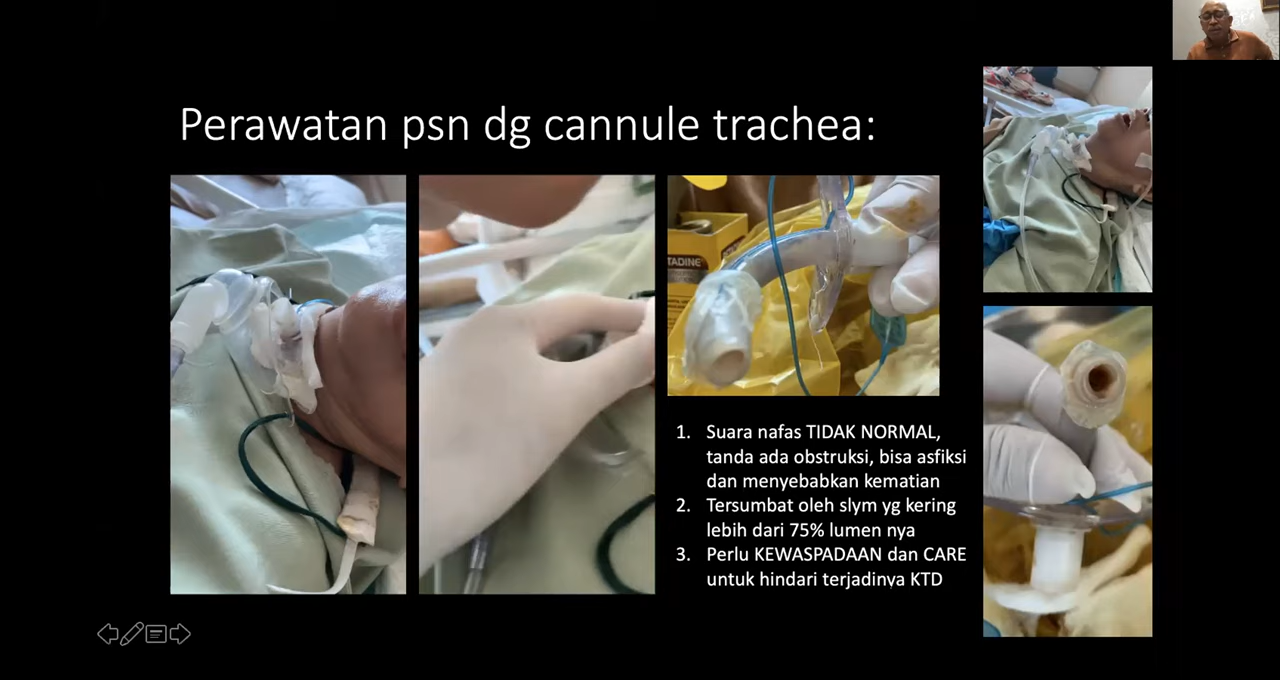 Perawatan psn dg cannule trachea:
TADINE
1. Suara nafas TIDAK NORMAL,
tanda ada obstruksi, bisa asfiksi
dan menyebabkan kematian
2. Tersumbat oleh slym yg kering
lebih dari 75% lumen nya
3. Perlu KEWASPADAAN dan CARE
untuk hindari terjadinya KTD